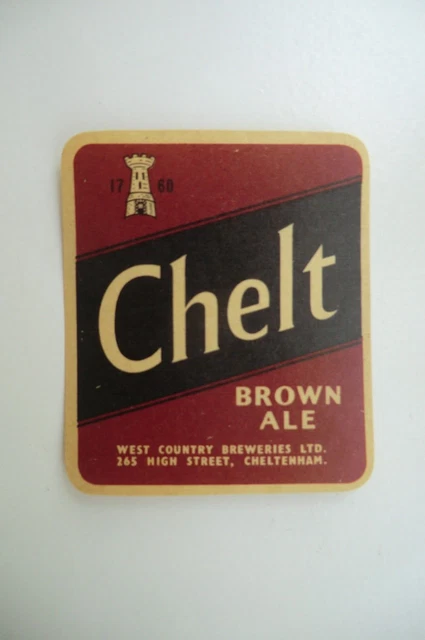 17 60
Chelt
BROWN
ALE
WEST COUNTRY BREWERIES LTD.
265 HIGH STREET, CHELTENHAM.